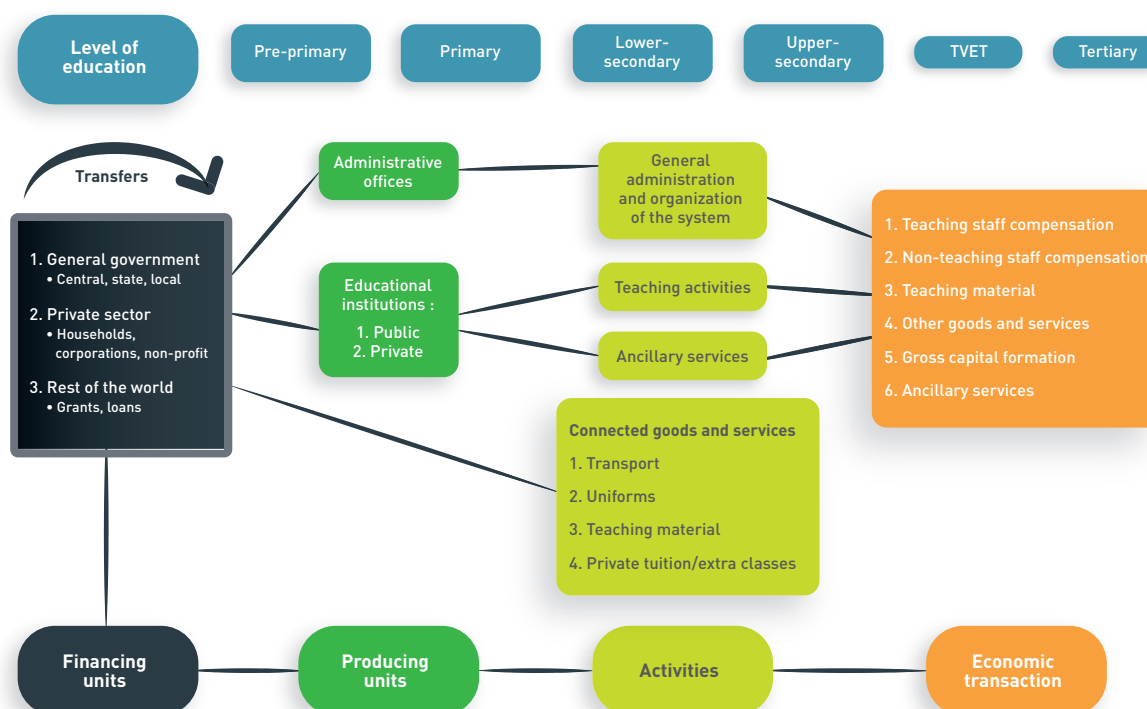 Level of
education
Pre-primary
Primary
Lower-
secondary
Upper-
secondary
TVET
Tertiary
Transfers
1. General government
• Central, state, local
2. Private sector
• Households,
corporations, non-profit
3. Rest of the world
• Grants, loans
Administrative
offices
Educational
institutions :
1. Public
2. Private
General
administration
and organization
of the system
Teaching activities
Ancillary services
Connected goods and services
1. Transport
2. Uniforms
3. Teaching material
4. Private tuition/extra classes
1. Teaching staff compensation
2. Non-teaching staff compensation
3. Teaching material
4. Other goods and services
5. Gross capital formation
6. Ancillary services
Financing
units
Producing
units
Activities
Economic
transaction